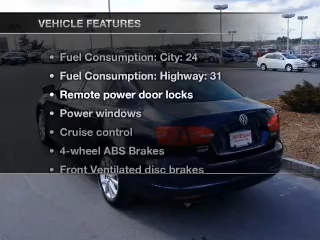 VEHICLE FEATURES
• Fuel Consumption: City: 24
• Fuel Consumption: Highway: 31
• Remote power door locks
• Power windows
• Cruise control
• 4-wheel ABS Brakes
• Front Ventilated disc brakes